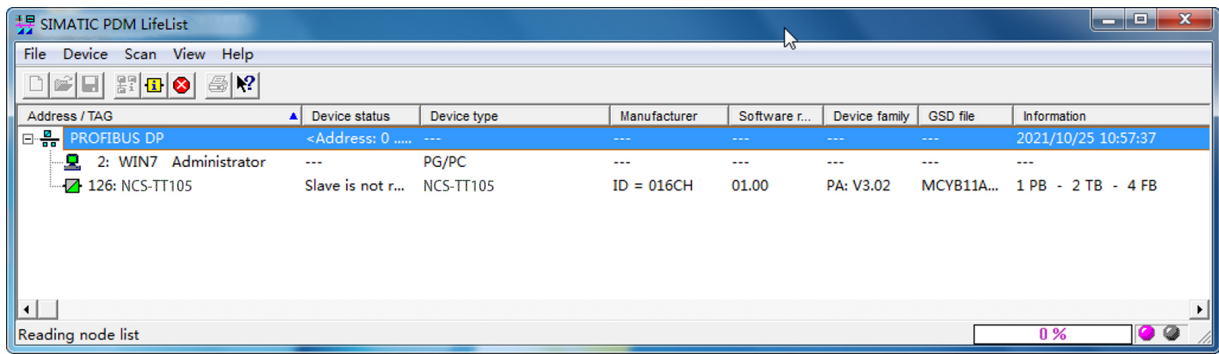 SIMATIC PDM LifeList
File Device Scan View Help
Address / TAG Device status Device type Manufacturer Software r... Device family GSD file Information
PROFIBUS DP <Address: 0 ..... --- --- --- --- --- 2021/10/25 10:57:37
2: WIN7 Administrator --- PG/PC --- --- --- --- ---
126: NCS-TT105 Slave is not r... NCS-TT105 ID = 016CH 01.00 PA: V3.02 MCYB11A... 1 PB - 2 TB - 4 FB
Reading node list 0 %